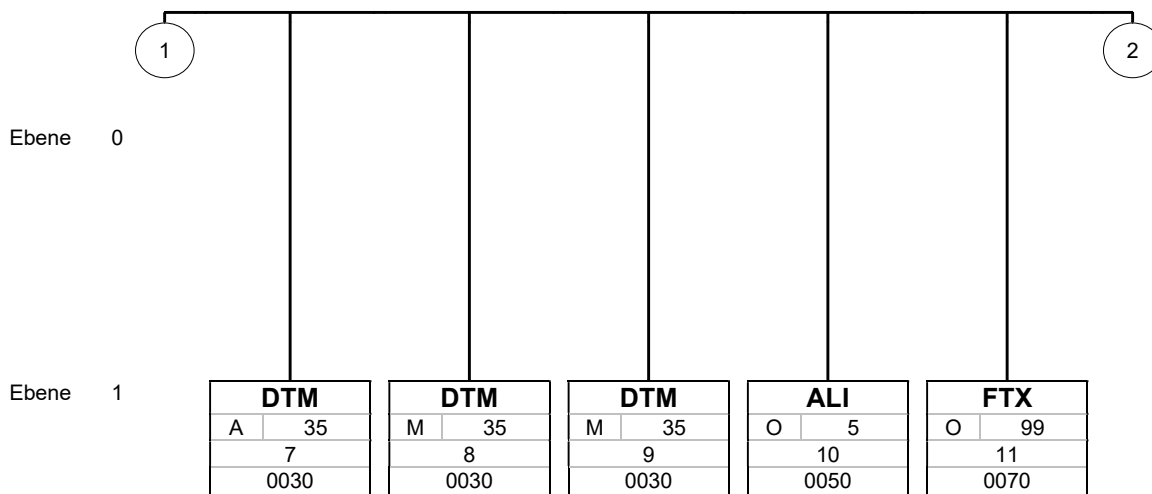 1 2
Ebene 0
Ebene 1
DTM DTM DTM ALI FTX
A 35 M 35 M 35 O 5 O 99
7 8 9 10 11
0030 0030 0030 0050 0070